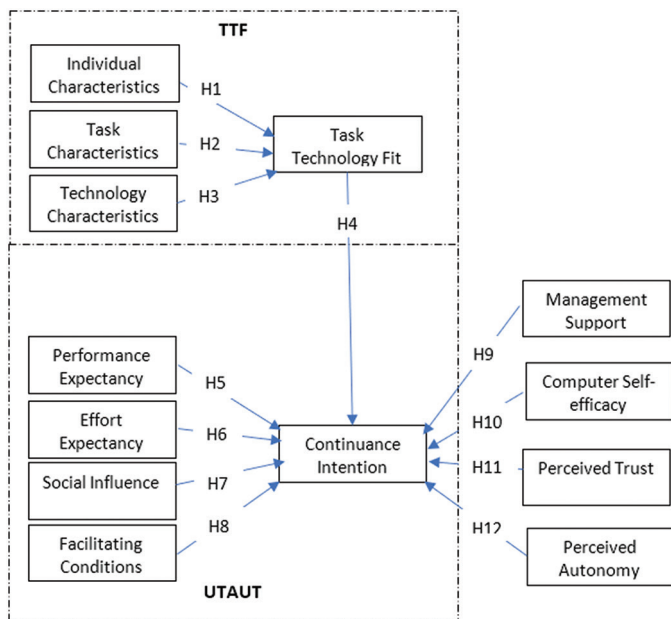 TTF
Individual
Characteristics
H1
Task
Characteristics
H2
Technology
Characteristics
H3
Task
Technology Fit
H4
Performance
Expectancy
H5
Effort
Expectancy
H6
Social Influence
H7
Facilitating
Conditions
H8
Continuance
Intention
UTAUT
Management
Support
H9
Computer Self-
efficacy
H10
Perceived Trust
H11
Perceived
Autonomy
H12